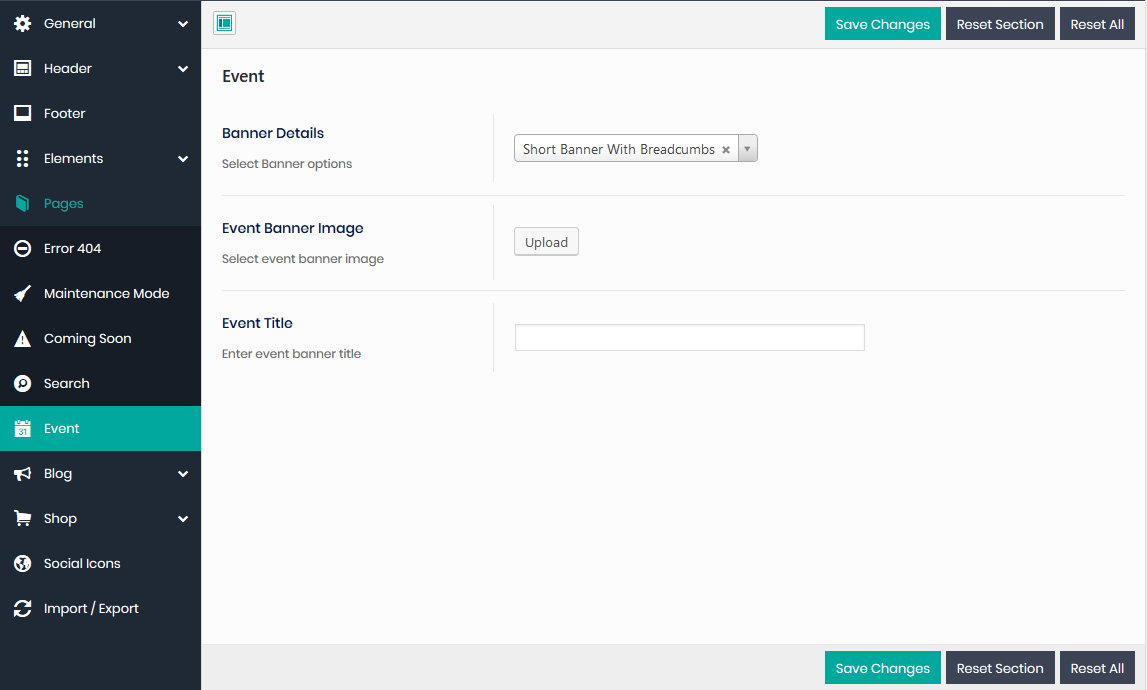 General
Header
Footer
Elements
Pages
Error 404
Maintenance Mode
Coming Soon
Search
31
Event
Blog
Shop
Social Icons
Import / Export
Save Changes
Reset Section
Reset All
Event
Banner Details
Select Banner options
Short Banner With Breadcumbs
Event Banner Image
Select event banner image
Upload
Event Title
Enter event banner title
Save Changes
Reset Section
Reset All